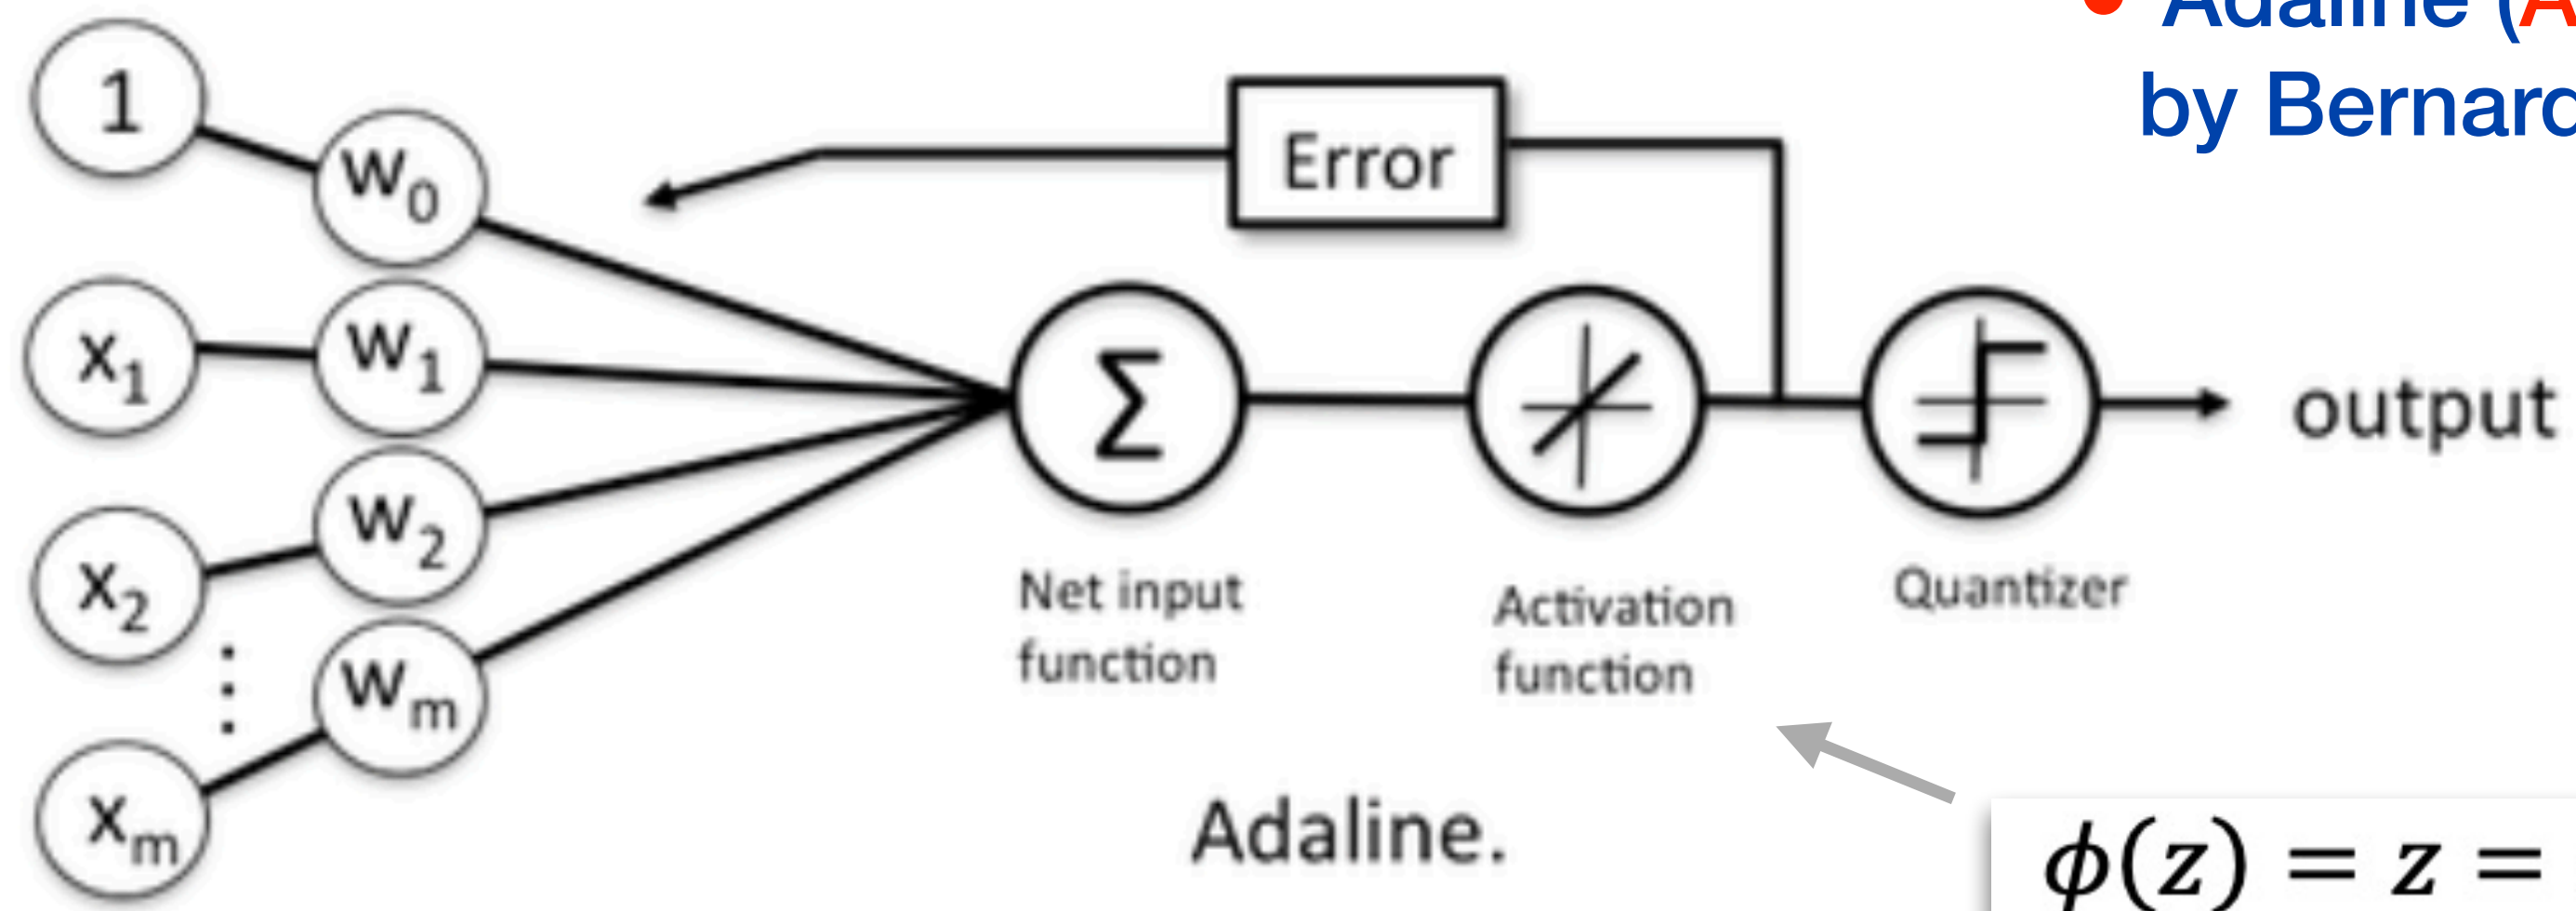 • Adaline (A
by Bernard
1
w0
Error
x1
w1
Σ
output
x2
w2
Net input
function
Activation
function
Quantizer
⋮
wm
xm
Adaline.
ϕ(z) = z =